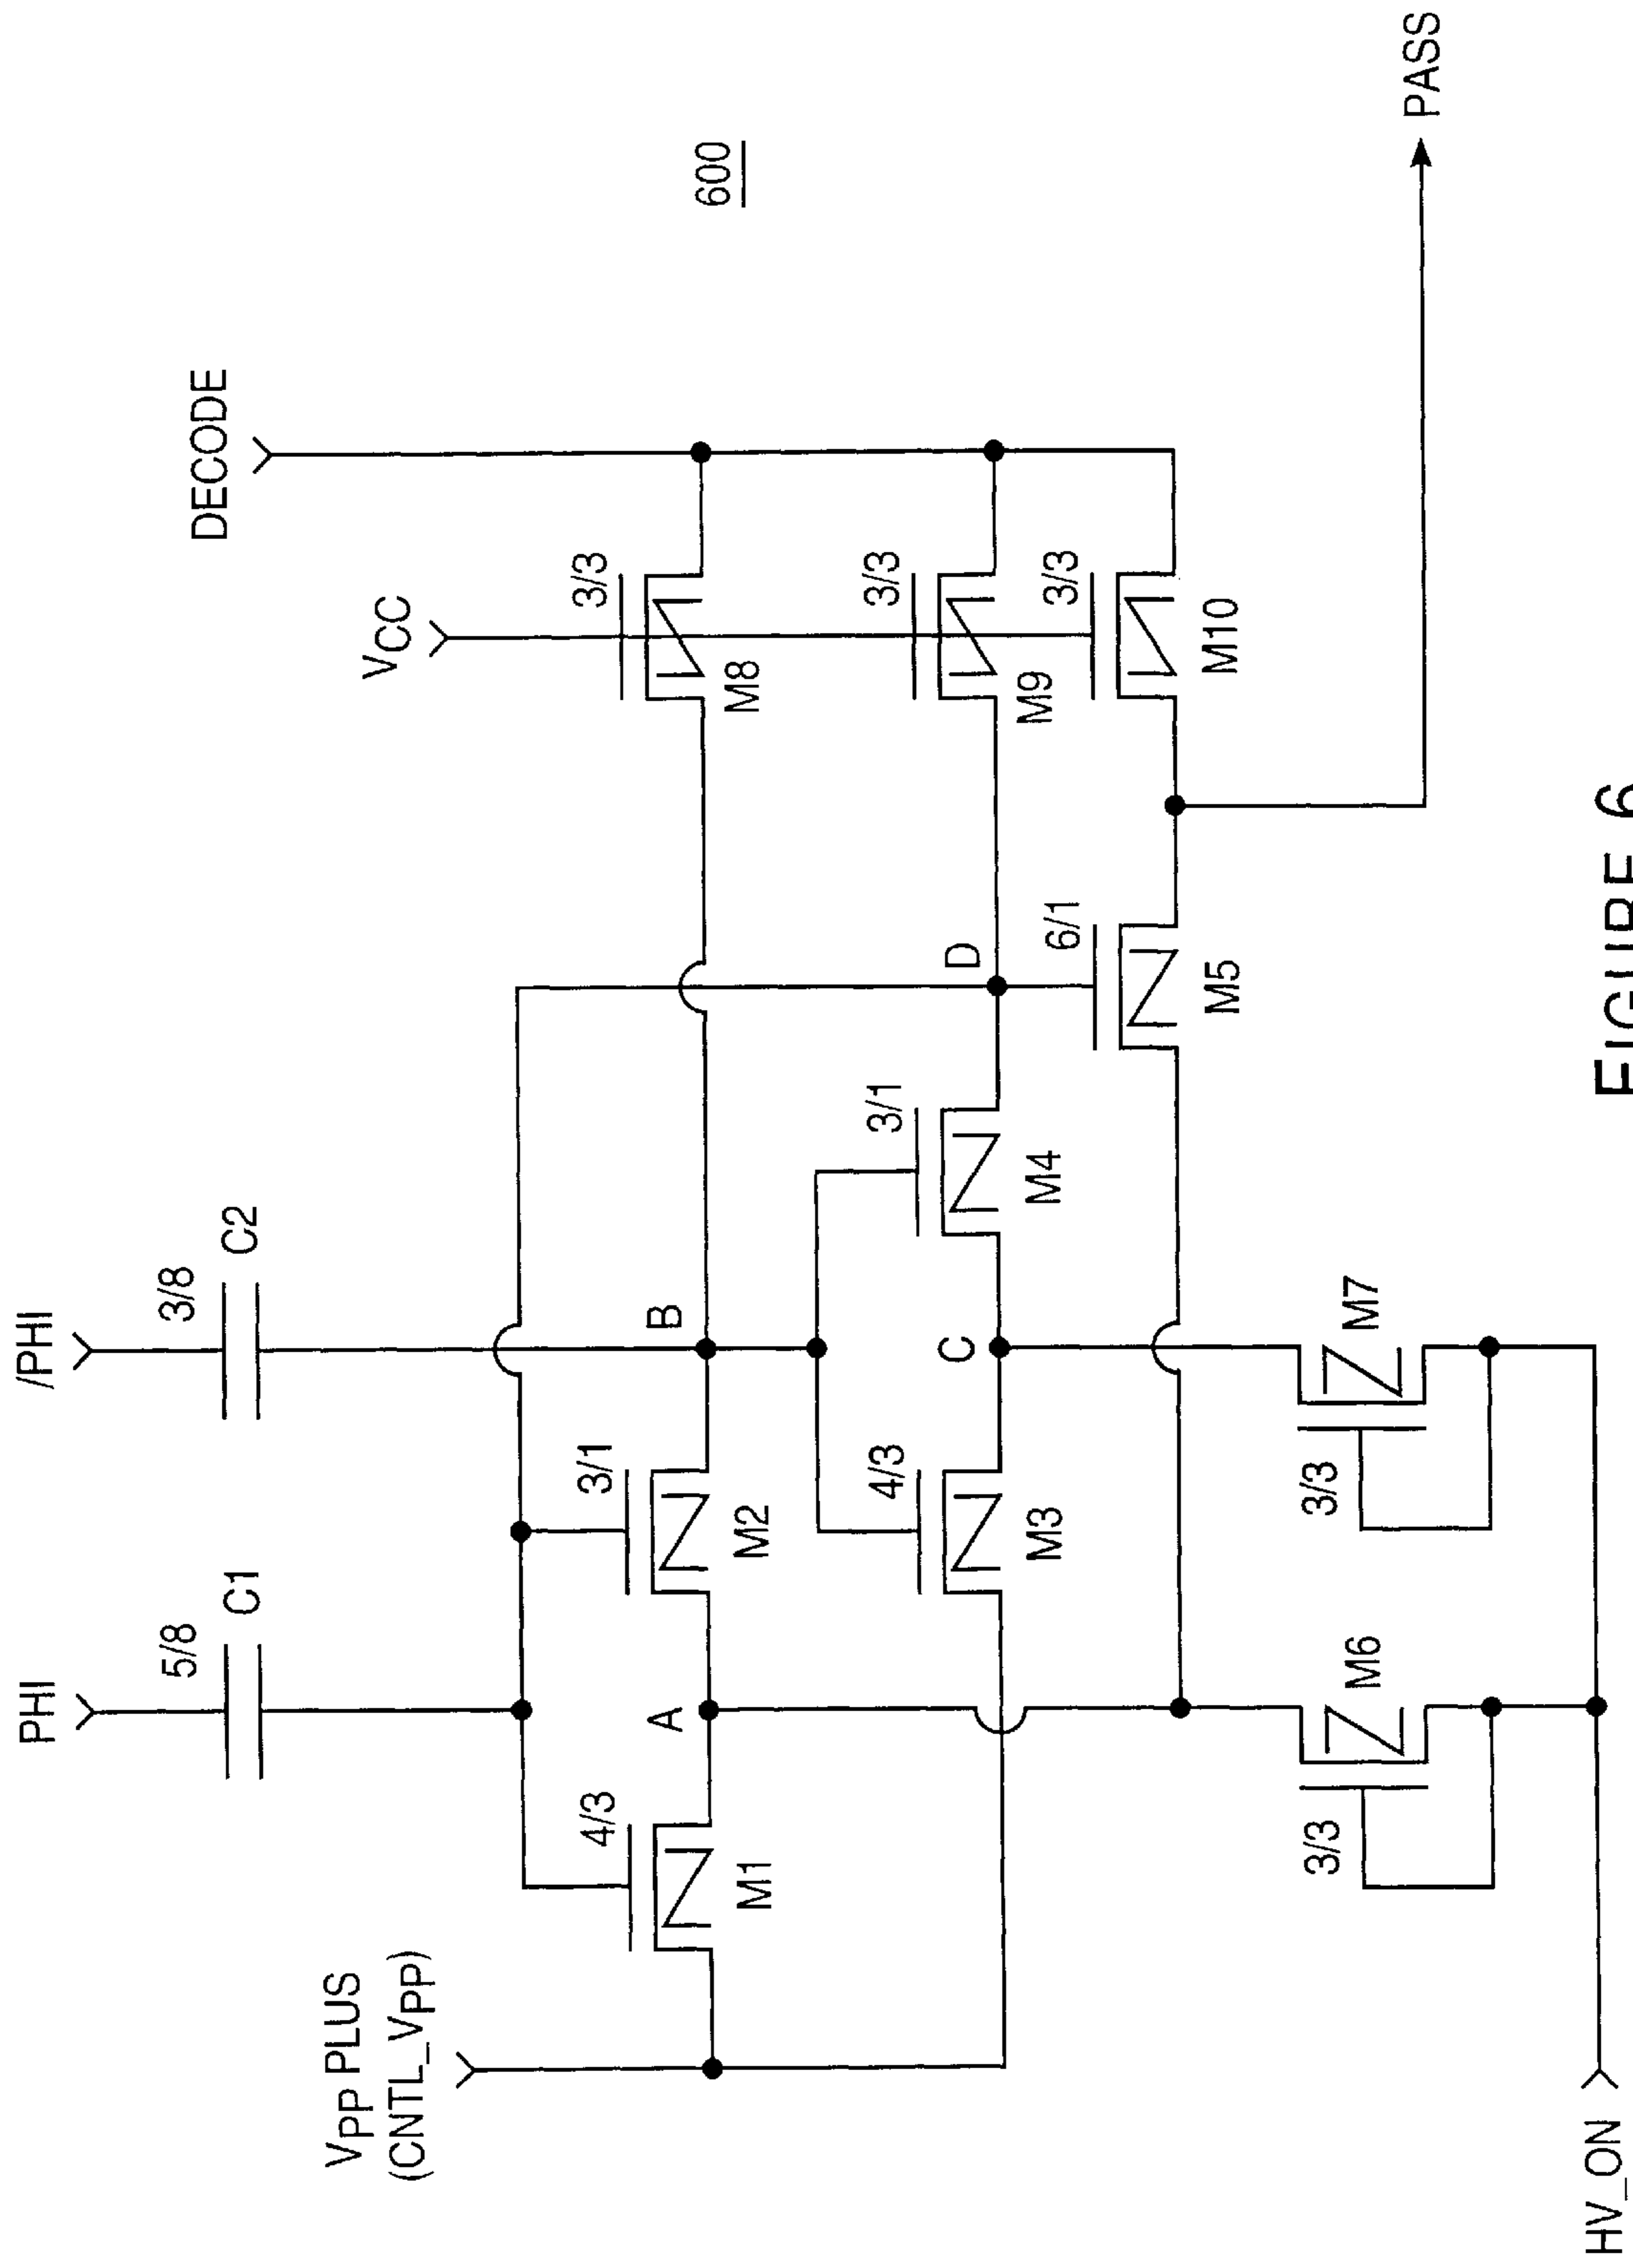 PHI
/PHI
5/8
C1
3/8
C2
DECODE
VCC
600
VPP PLUS
(CNTL_VPP)
4/3
M1
A
3/1
M2
B
3/3
M8
4/3
M3
C
3/1
M4
D
3/3
M9
6/1
M5
3/3
M10
3/3
M6
3/3
M7
HV_ON
PASS
FIGURE 6